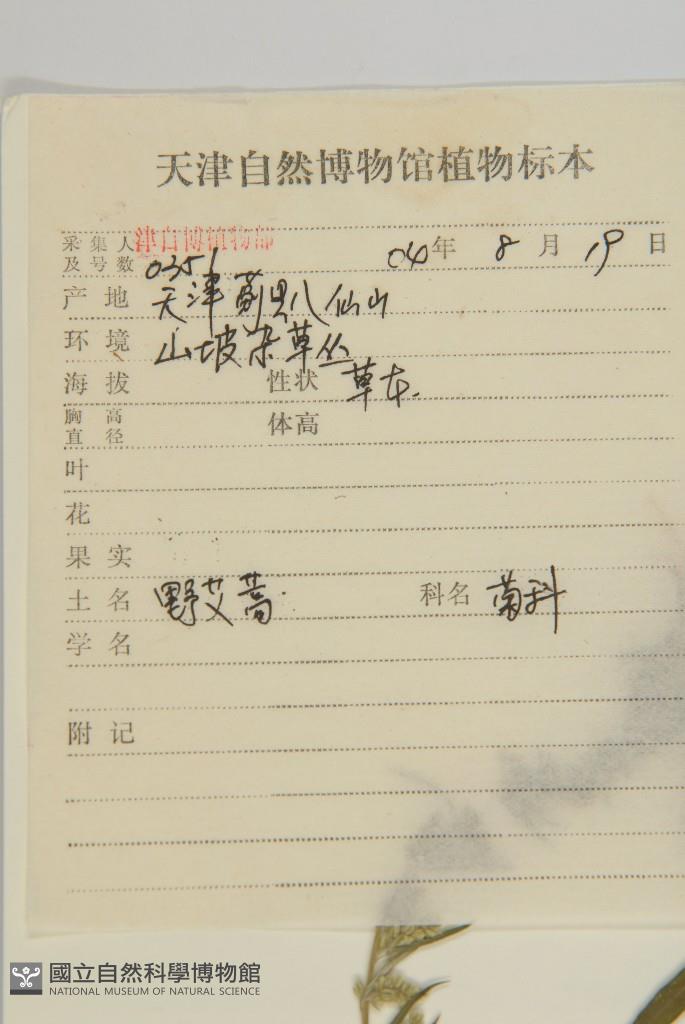 天津自然博物馆植物标本
采集人及号数 津自博植物部 0351 04年 8月 19日
产地 天津蓟县八仙山
环境 山坡杂草丛
海拔 性状 草本.
胸高直径 体高
叶
花
果实
土名 野艾蒿 科名 菊科
学名
附记
國立自然科學博物館
NATIONAL MUSEUM OF NATURAL SCIENCE